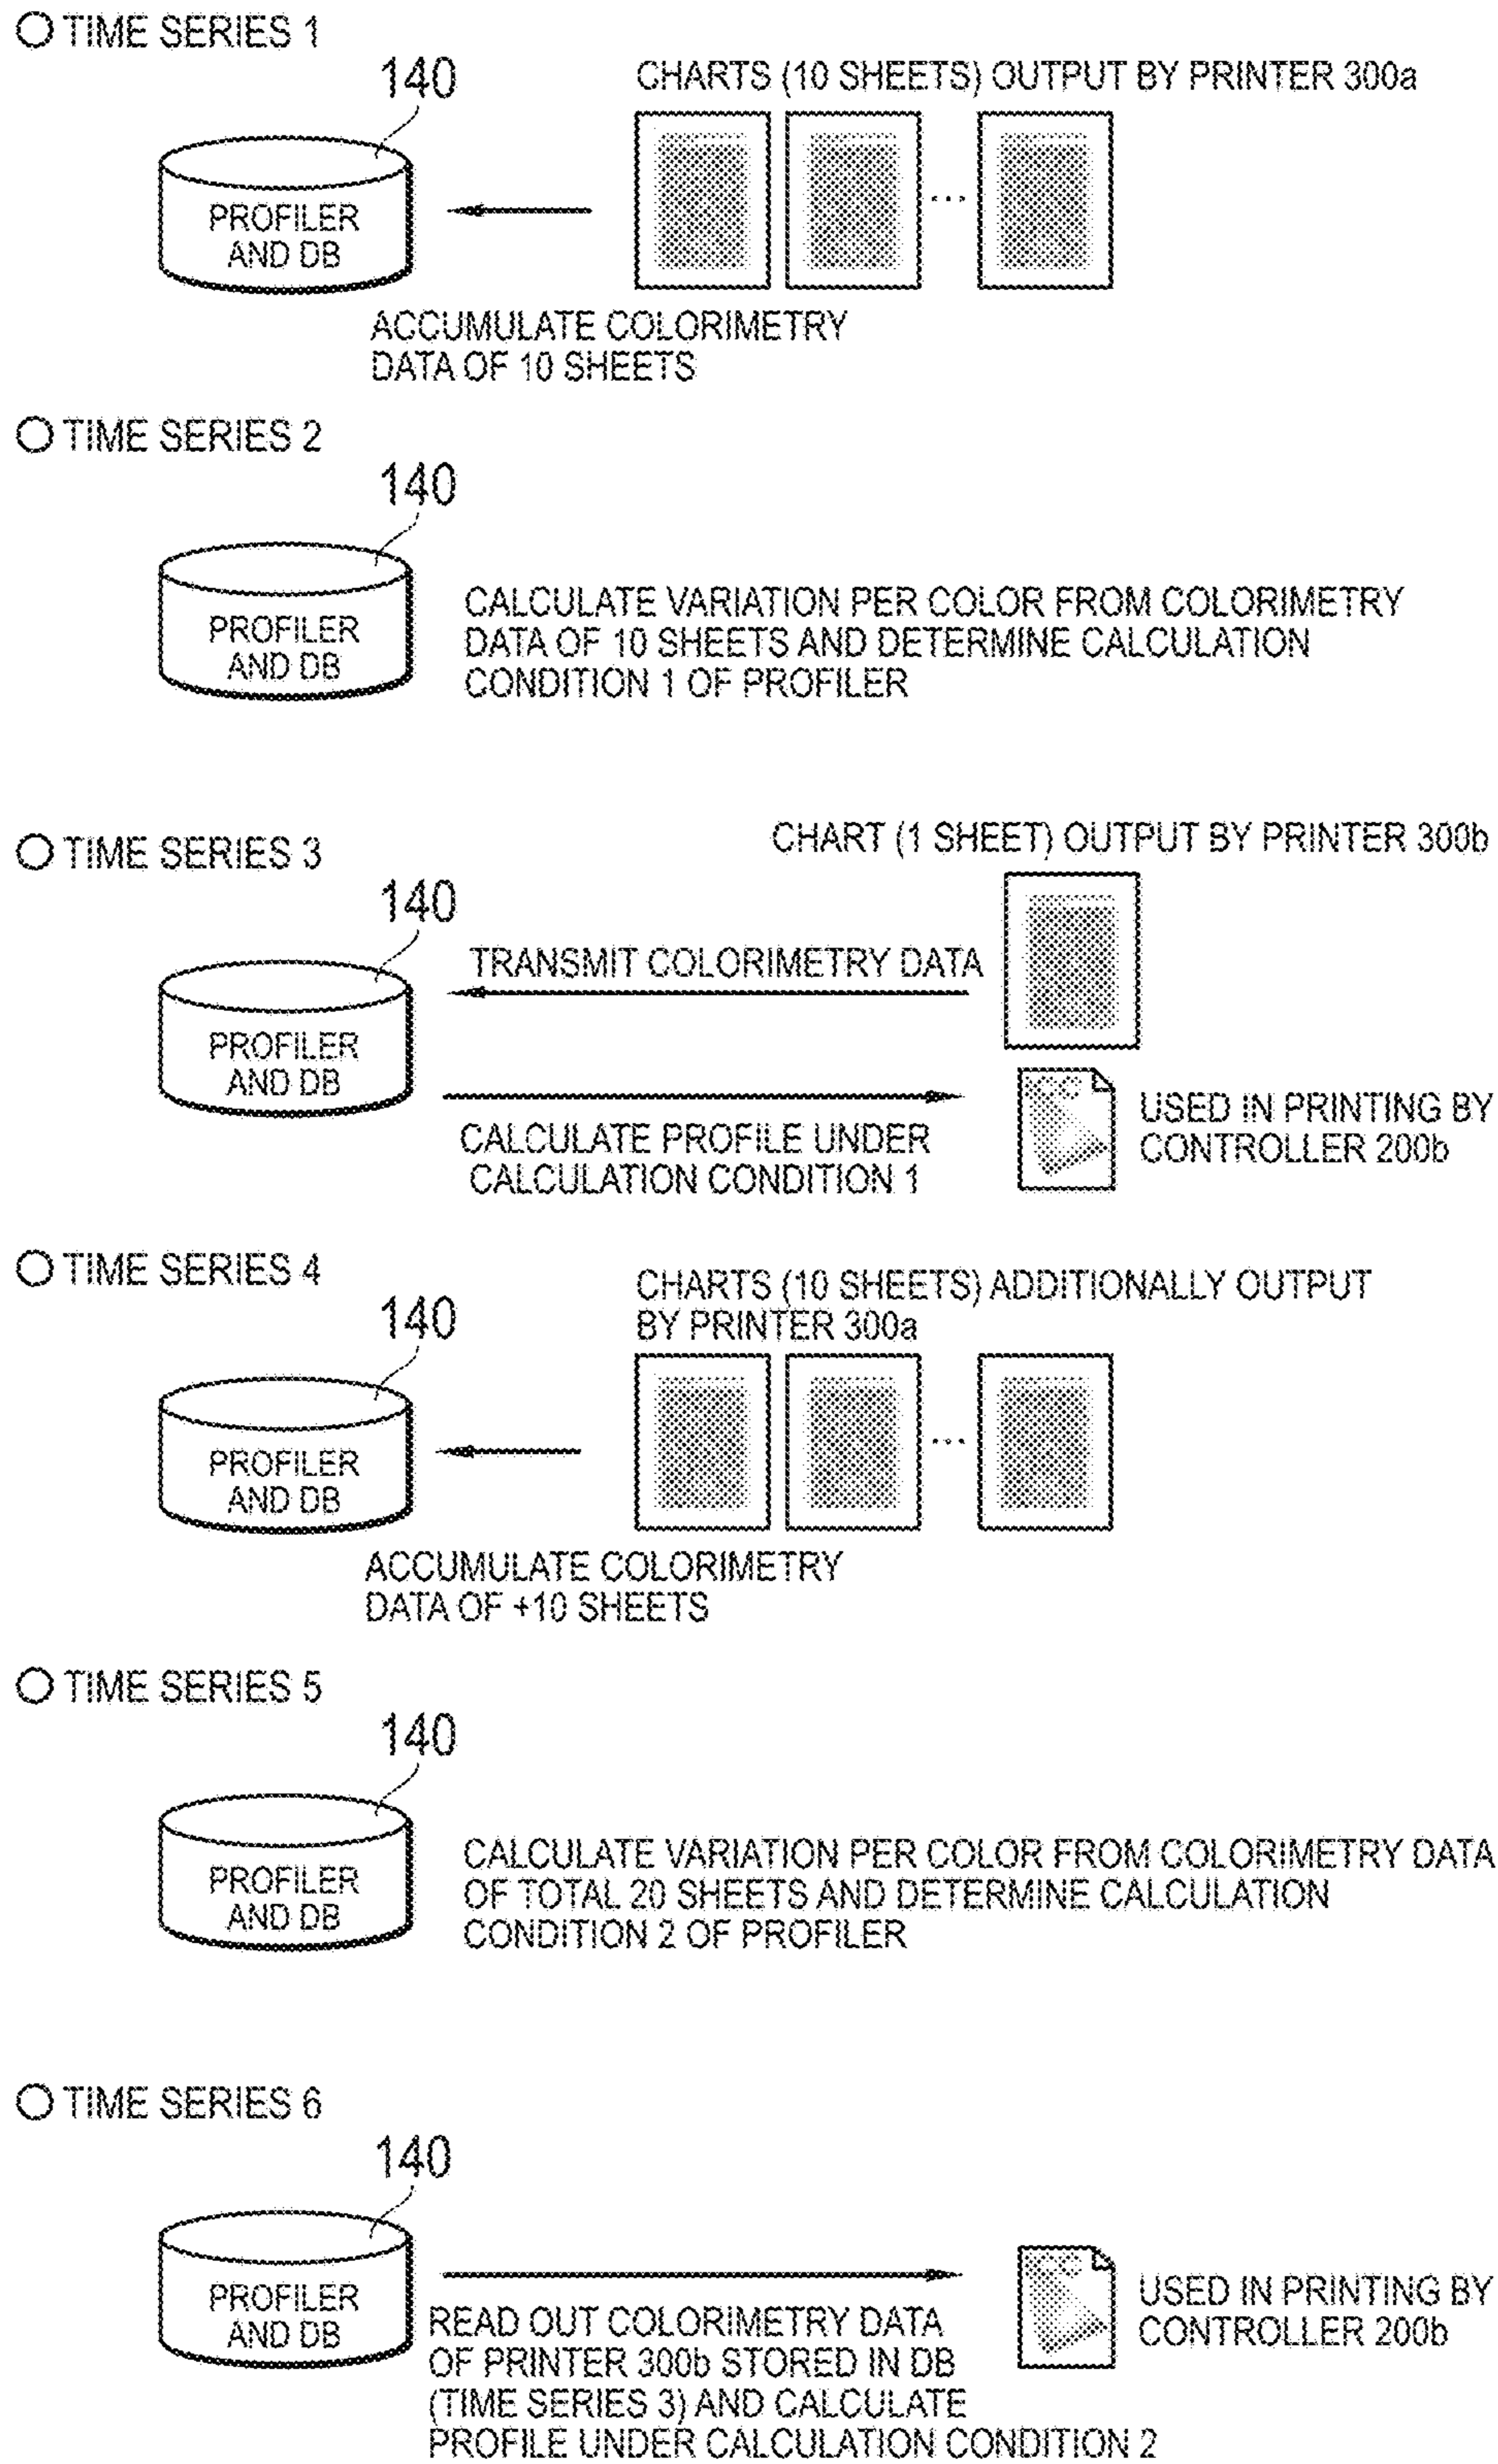 TIME SERIES 1
140
CHARTS (10 SHEETS) OUTPUT BY PRINTER 300a
PROFILER
AND DB
...
ACCUMULATE COLORIMETRY
DATA OF 10 SHEETS
TIME SERIES 2
140
PROFILER
AND DB
CALCULATE VARIATION PER COLOR FROM COLORIMETRY
DATA OF 10 SHEETS AND DETERMINE CALCULATION
CONDITION 1 OF PROFILER
TIME SERIES 3
140
CHART (1 SHEET) OUTPUT BY PRINTER 300b
TRANSMIT COLORIMETRY DATA
PROFILER
AND DB
CALCULATE PROFILE UNDER
CALCULATION CONDITION 1
USED IN PRINTING BY
CONTROLLER 200b
TIME SERIES 4
140
CHARTS (10 SHEETS) ADDITIONALLY OUTPUT
BY PRINTER 300a
PROFILER
AND DB
...
ACCUMULATE COLORIMETRY
DATA OF +10 SHEETS
TIME SERIES 5
140
PROFILER
AND DB
CALCULATE VARIATION PER COLOR FROM COLORIMETRY DATA
OF TOTAL 20 SHEETS AND DETERMINE CALCULATION
CONDITION 2 OF PROFILER
TIME SERIES 6
140
PROFILER
AND DB
READ OUT COLORIMETRY DATA
OF PRINTER 300b STORED IN DB
(TIME SERIES 3) AND CALCULATE
PROFILE UNDER CALCULATION CONDITION 2
USED IN PRINTING BY
CONTROLLER 200b